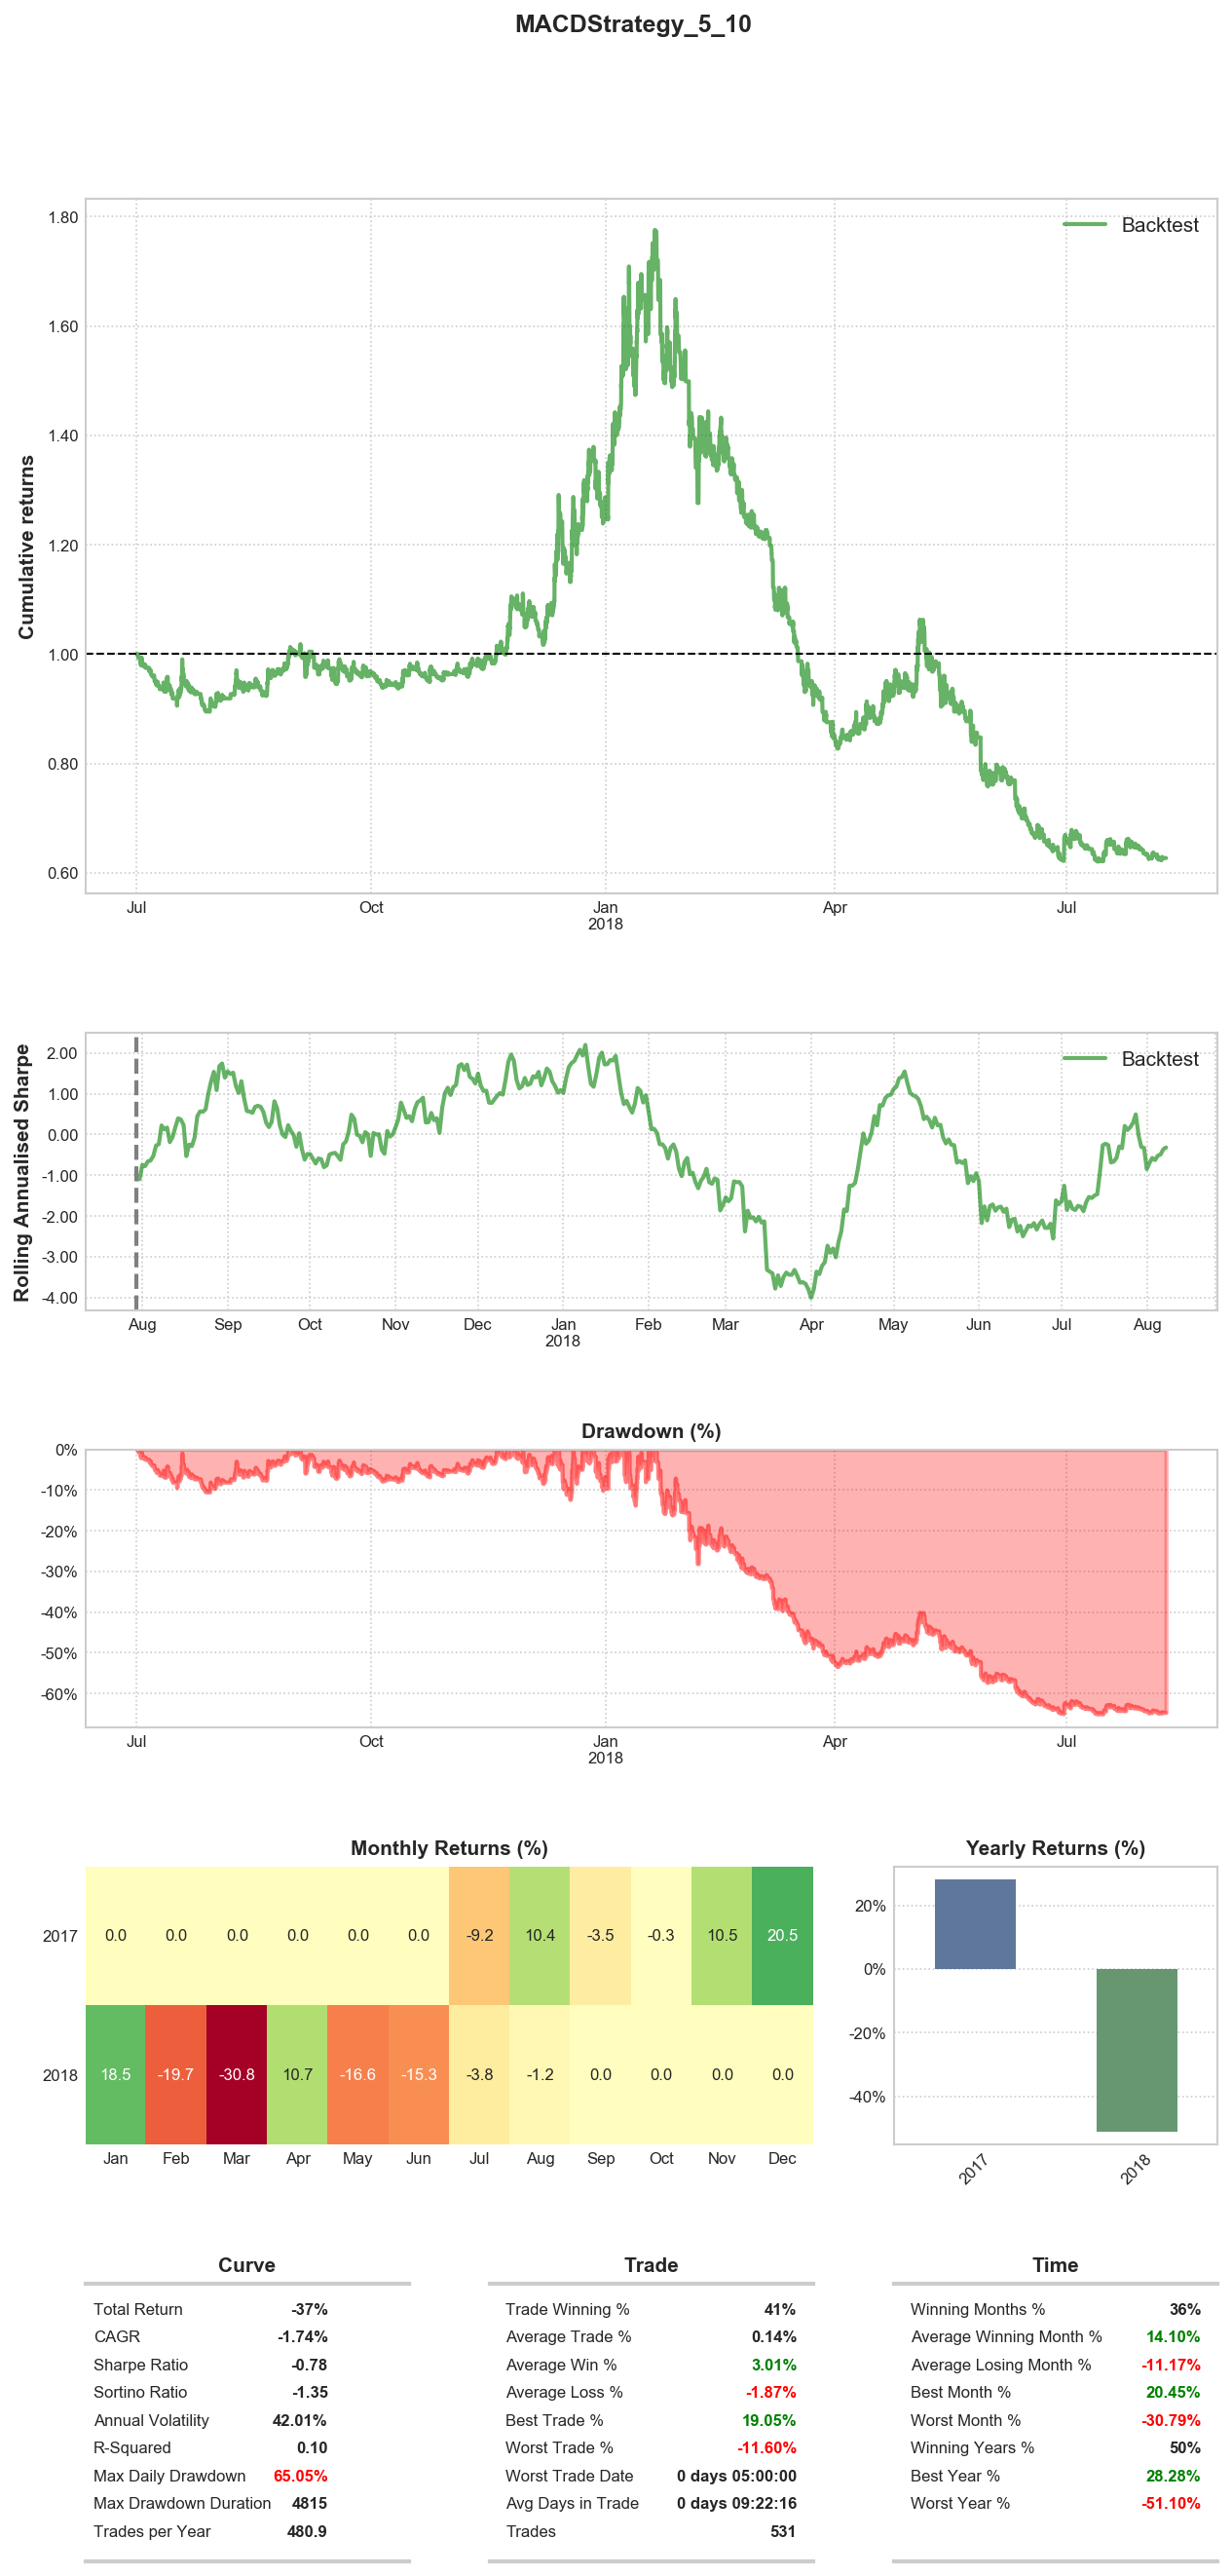 MACDStrategy_5_10
Backtest
Cumulative returns
1.80
1.60
1.40
1.20
1.00
0.80
0.60
Jul Oct Jan Apr Jul
2018
Backtest
Rolling Annualised Sharpe
2.00
1.00
0.00
-1.00
-2.00
-3.00
-4.00
Aug Sep Oct Nov Dec Jan Feb Mar Apr May Jun Jul Aug
2018
Drawdown (%)
0%
-10%
-20%
-30%
-40%
-50%
-60%
Jul Oct Jan Apr Jul
2018
Monthly Returns (%)
2017 0.0 0.0 0.0 0.0 0.0 0.0 -9.2 10.4 -3.5 -0.3 10.5 20.5
2018 18.5 -19.7 -30.8 10.7 -16.6 -15.3 -3.8 -1.2 0.0 0.0 0.0 0.0
Jan Feb Mar Apr May Jun Jul Aug Sep Oct Nov Dec
Yearly Returns (%)
20%
0%
-20%
-40%
2017 2018
Curve
Total Return -37%
CAGR -1.74%
Sharpe Ratio -0.78
Sortino Ratio -1.35
Annual Volatility 42.01%
R-Squared 0.10
Max Daily Drawdown 65.05%
Max Drawdown Duration 4815
Trades per Year 480.9
Trade
Trade Winning % 41%
Average Trade % 0.14%
Average Win % 3.01%
Average Loss % -1.87%
Best Trade % 19.05%
Worst Trade % -11.60%
Worst Trade Date 0 days 05:00:00
Avg Days in Trade 0 days 09:22:16
Trades 531
Time
Winning Months % 36%
Average Winning Month % 14.10%
Average Losing Month % -11.17%
Best Month % 20.45%
Worst Month % -30.79%
Winning Years % 50%
Best Year % 28.28%
Worst Year % -51.10%